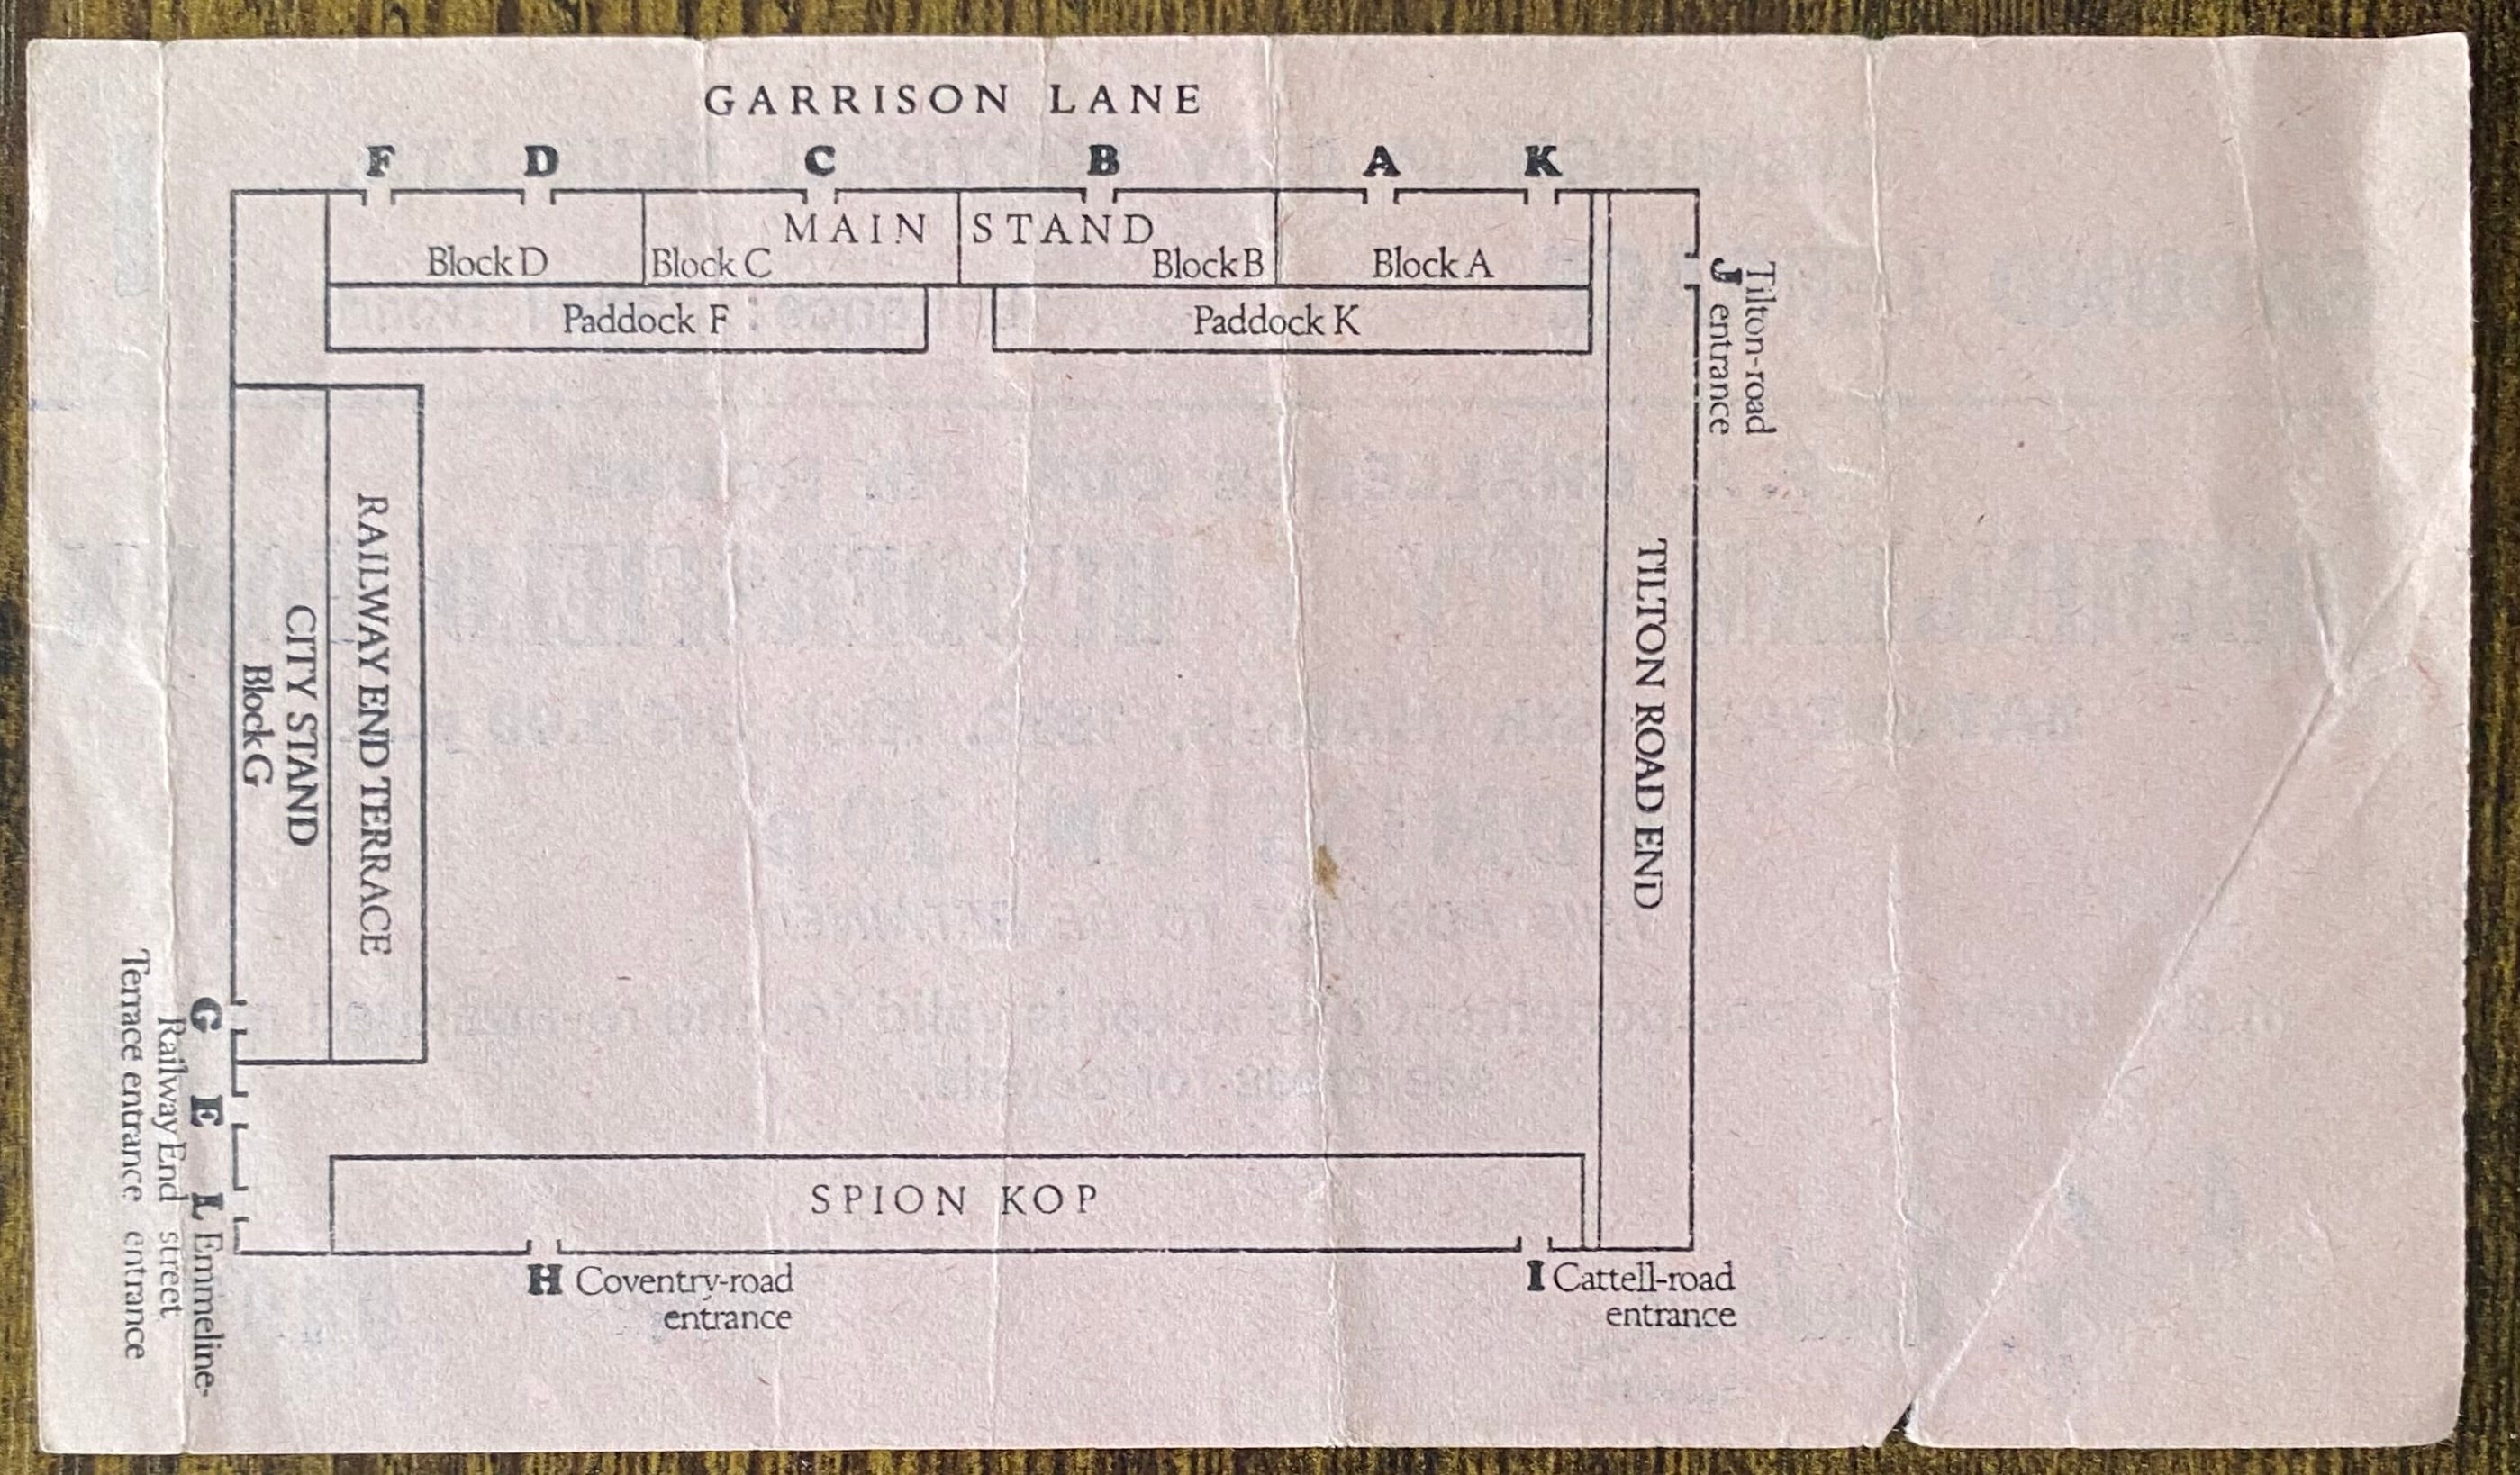 GARRISON LANE
F D C B A K
MAIN STAND
Block D Block C Block B Block A
Paddock F Paddock K
J Tilton-road
entrance
TILTON ROAD END
RAILWAY END TERRACE
CITY STAND
Block G
G E L Emmeline-
street
entrance
Railway End
Terrace entrance
SPION KOP
H Coventry-road
entrance
I Cattell-road
entrance